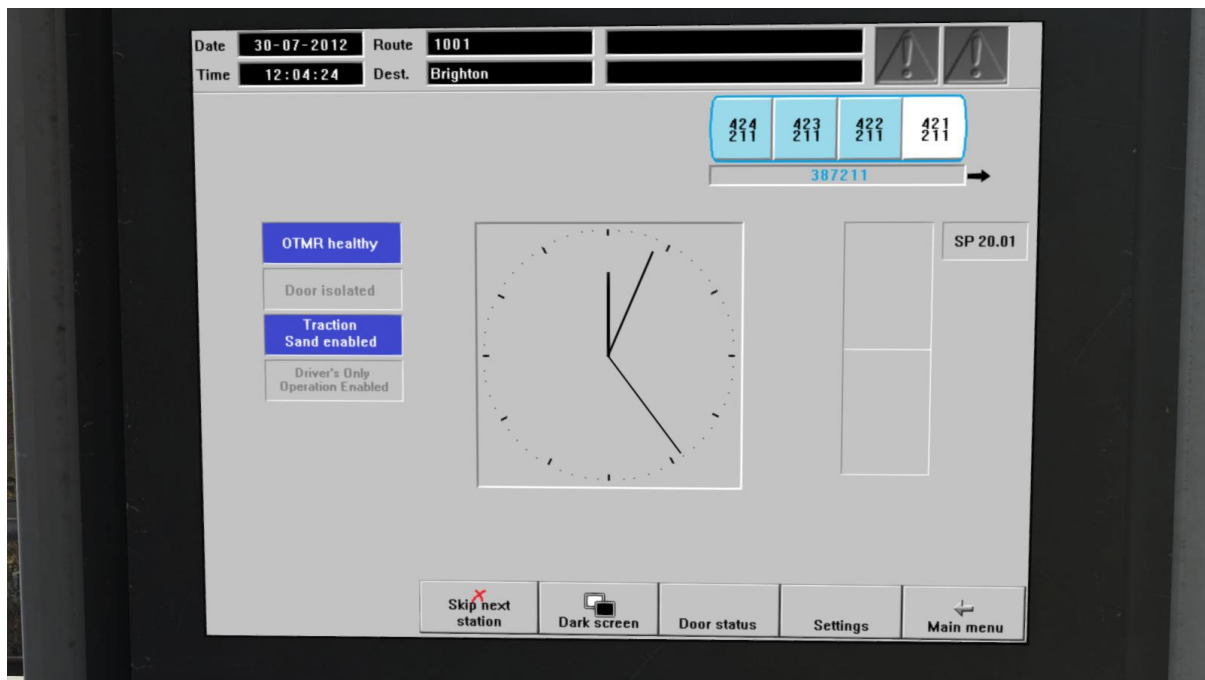 Date 30-07-2012 Route 1001
Time 12:04:24 Dest. Brighton
424 423 422 421
211 211 211 211
387211
OTMR healthy
SP 20.01
Door isolated
Traction
Sand enabled
Driver's Only
Operation Enabled
Skip next
station
Dark screen
Door status
Settings
Main menu